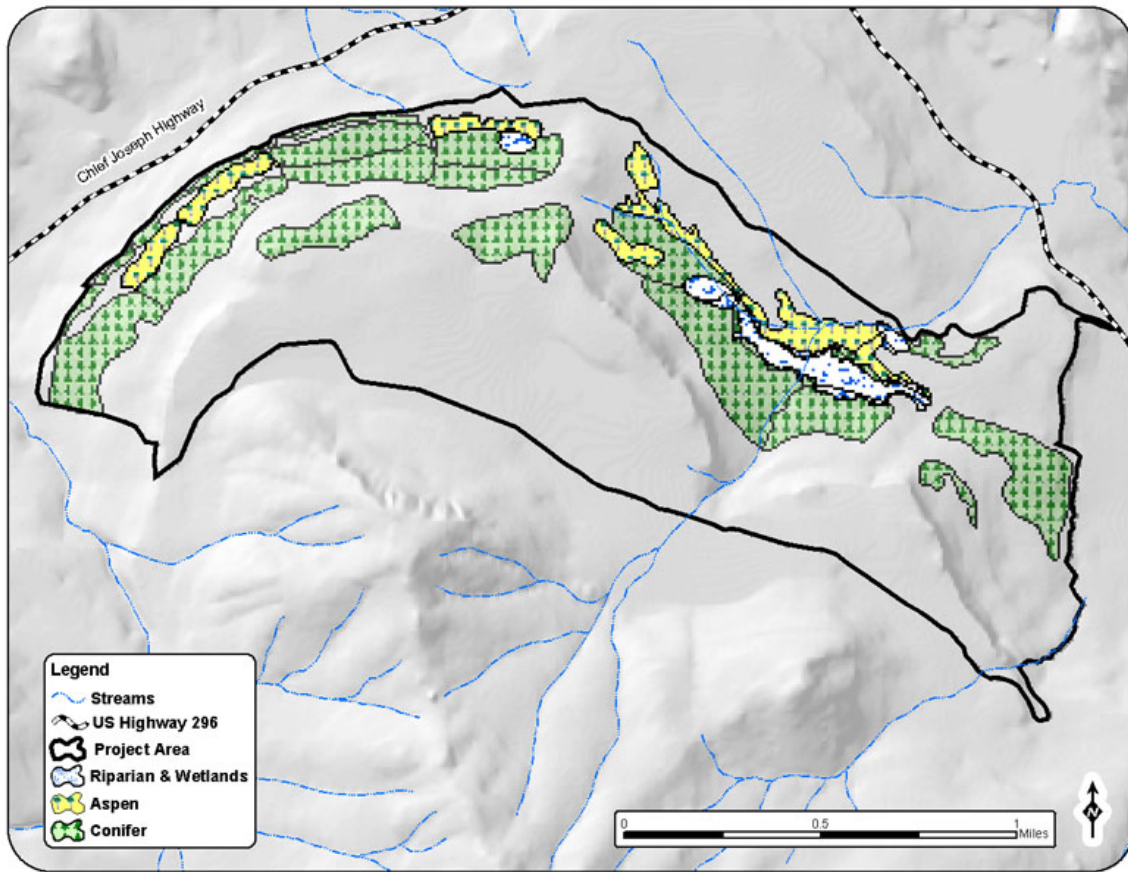 Chief Joseph Highway
Legend
Streams
US Highway 296
Project Area
Riparian & Wetlands
Aspen
Conifer
0 0.5 1
Miles
N